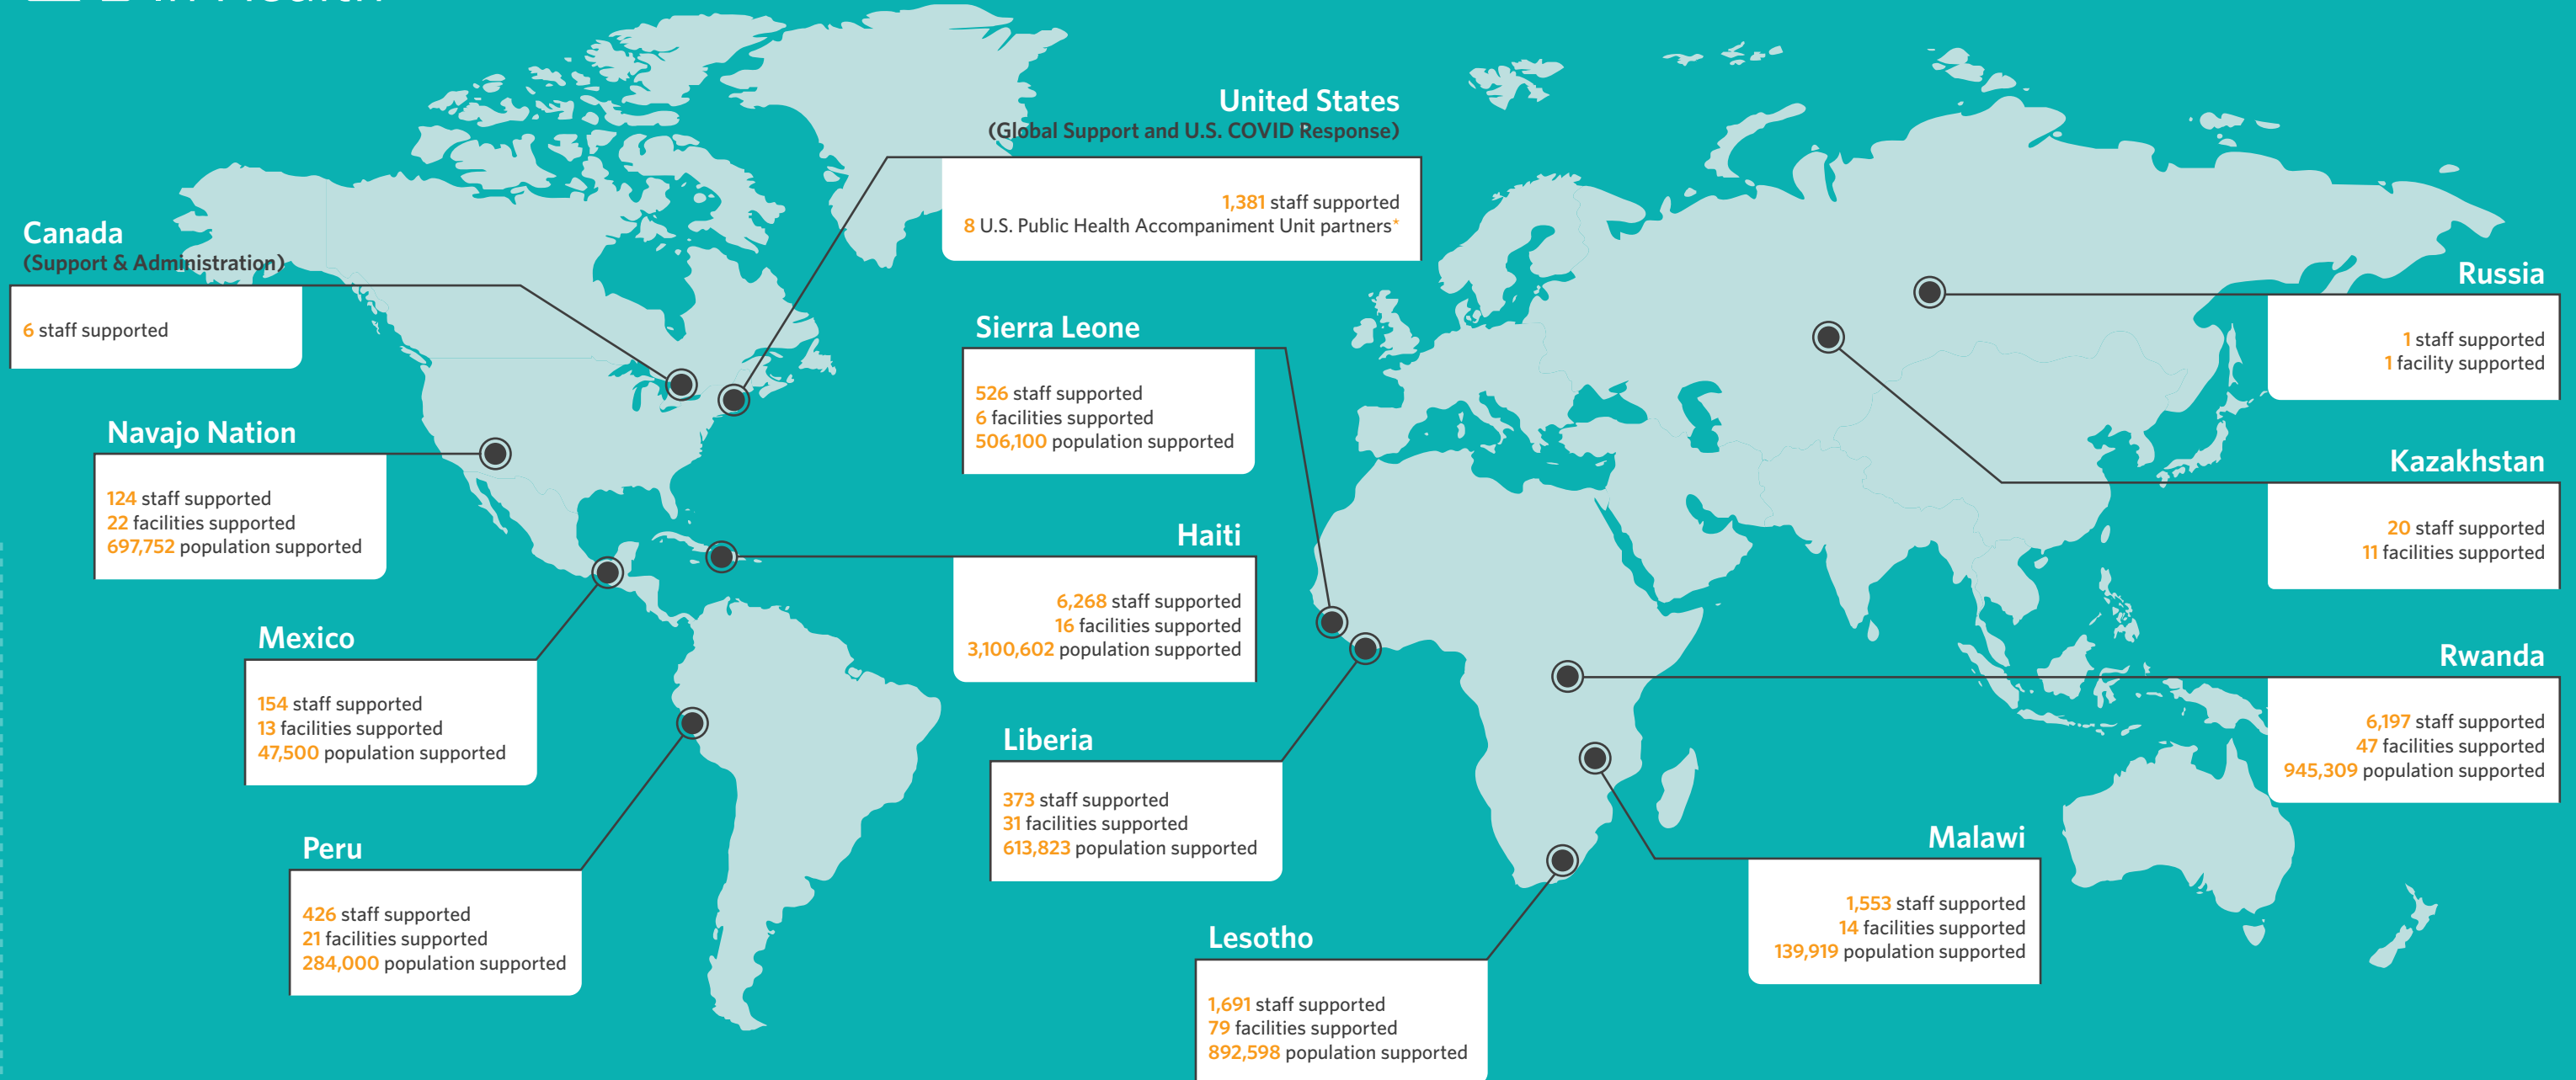 in Health
United States
(Global Support and U.S. COVID Response)
1,381 staff supported
8 U.S. Public Health Accompaniment Unit partners*
Canada
(Support & Administration)
6 staff supported
Russia
1 staff supported
1 facility supported
Sierra Leone
526 staff supported
6 facilities supported
506,100 population supported
Navajo Nation
124 staff supported
22 facilities supported
697,752 population supported
Kazakhstan
20 staff supported
11 facilities supported
Haiti
6,268 staff supported
16 facilities supported
3,100,602 population supported
Mexico
154 staff supported
13 facilities supported
47,500 population supported
Rwanda
6,197 staff supported
47 facilities supported
945,309 population supported
Liberia
373 staff supported
31 facilities supported
613,823 population supported
Peru
426 staff supported
21 facilities supported
284,000 population supported
Malawi
1,553 staff supported
14 facilities supported
139,919 population supported
Lesotho
1,691 staff supported
79 facilities supported
892,598 population supported